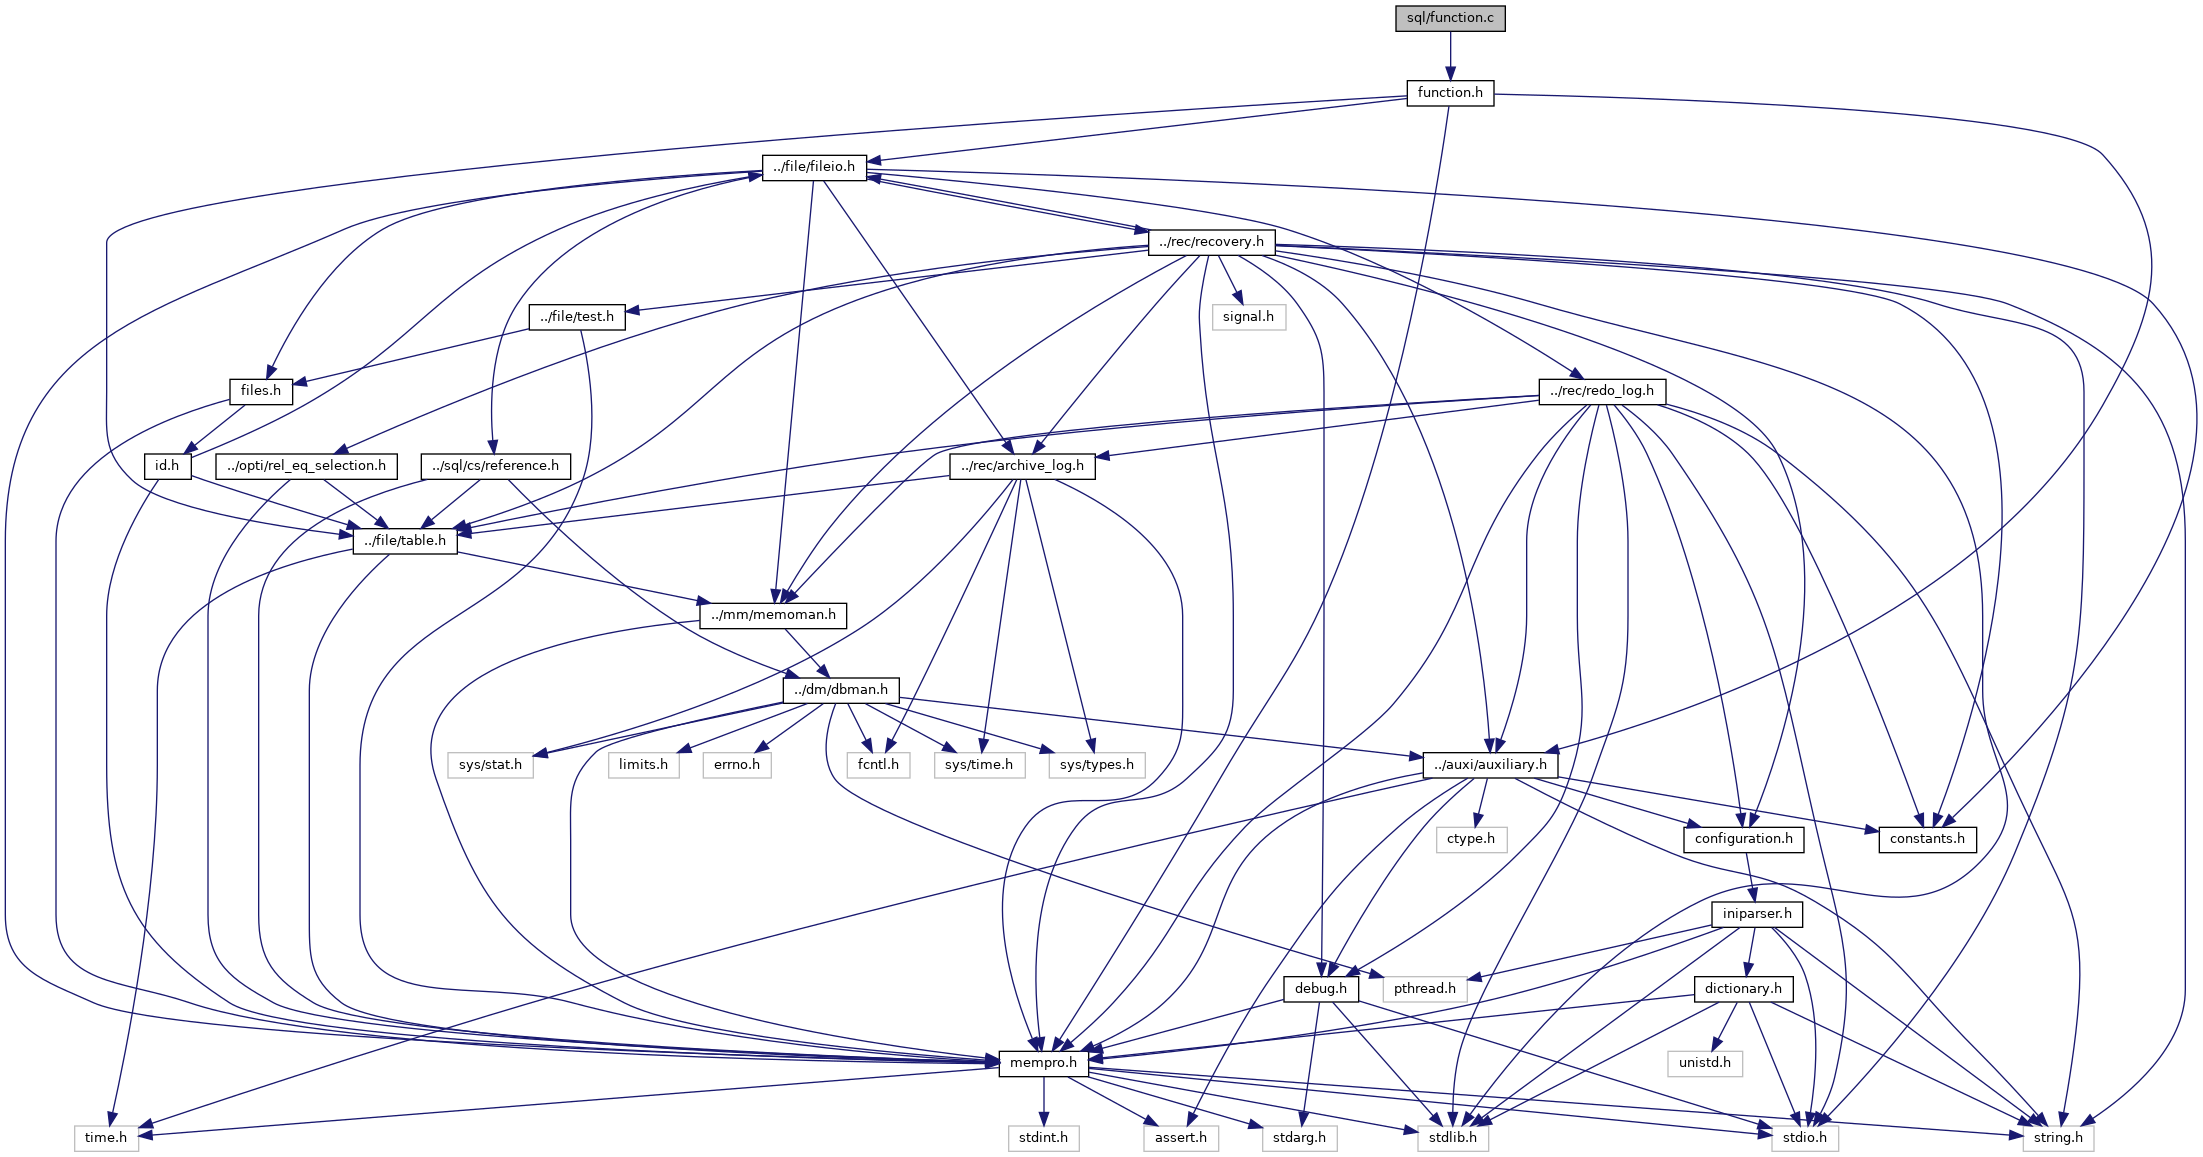 sql/function.c
function.h
../file/fileio.h
../rec/recovery.h
../file/test.h
signal.h
files.h
../rec/redo_log.h
id.h
../opti/rel_eq_selection.h
../sql/cs/reference.h
../rec/archive_log.h
../file/table.h
../mm/memoman.h
../dm/dbman.h
sys/stat.h
limits.h
errno.h
fcntl.h
sys/time.h
sys/types.h
../auxi/auxiliary.h
ctype.h
configuration.h
constants.h
iniparser.h
debug.h
pthread.h
dictionary.h
mempro.h
unistd.h
time.h
stdint.h
assert.h
stdarg.h
stdlib.h
stdio.h
string.h